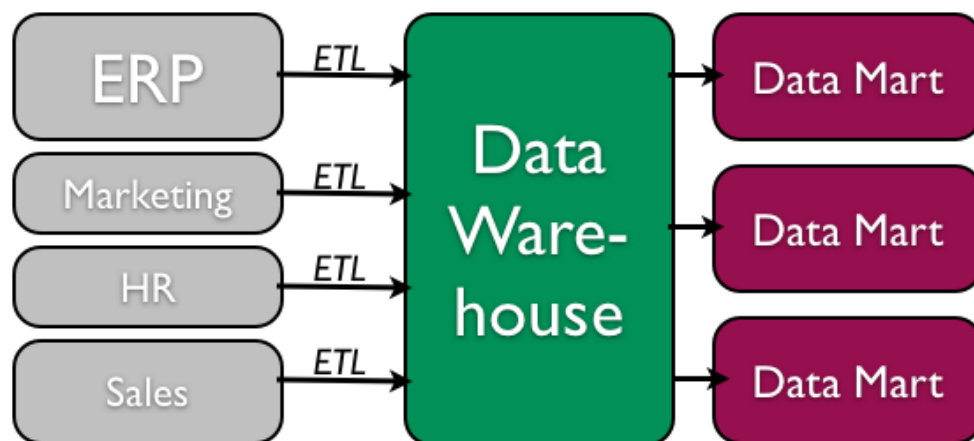 ERP
ETL
Data Mart
Marketing
ETL
Data
Ware-
house
Data Mart
HR
ETL
Sales
ETL
Data Mart